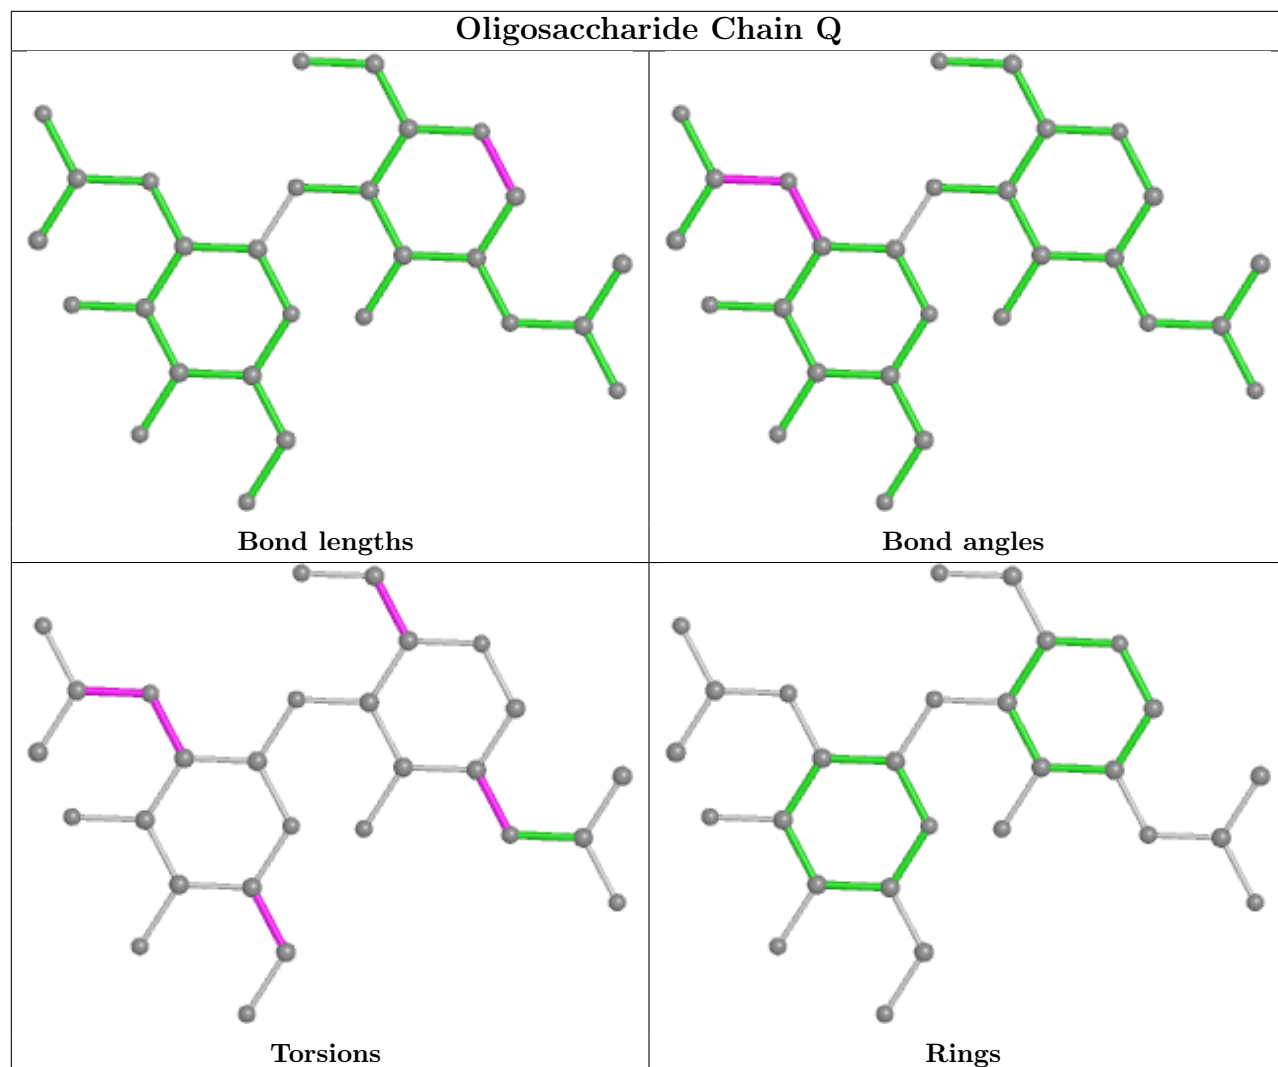 Oligosaccharide Chain Q
Bond lengths
Bond angles
Torsions
Rings